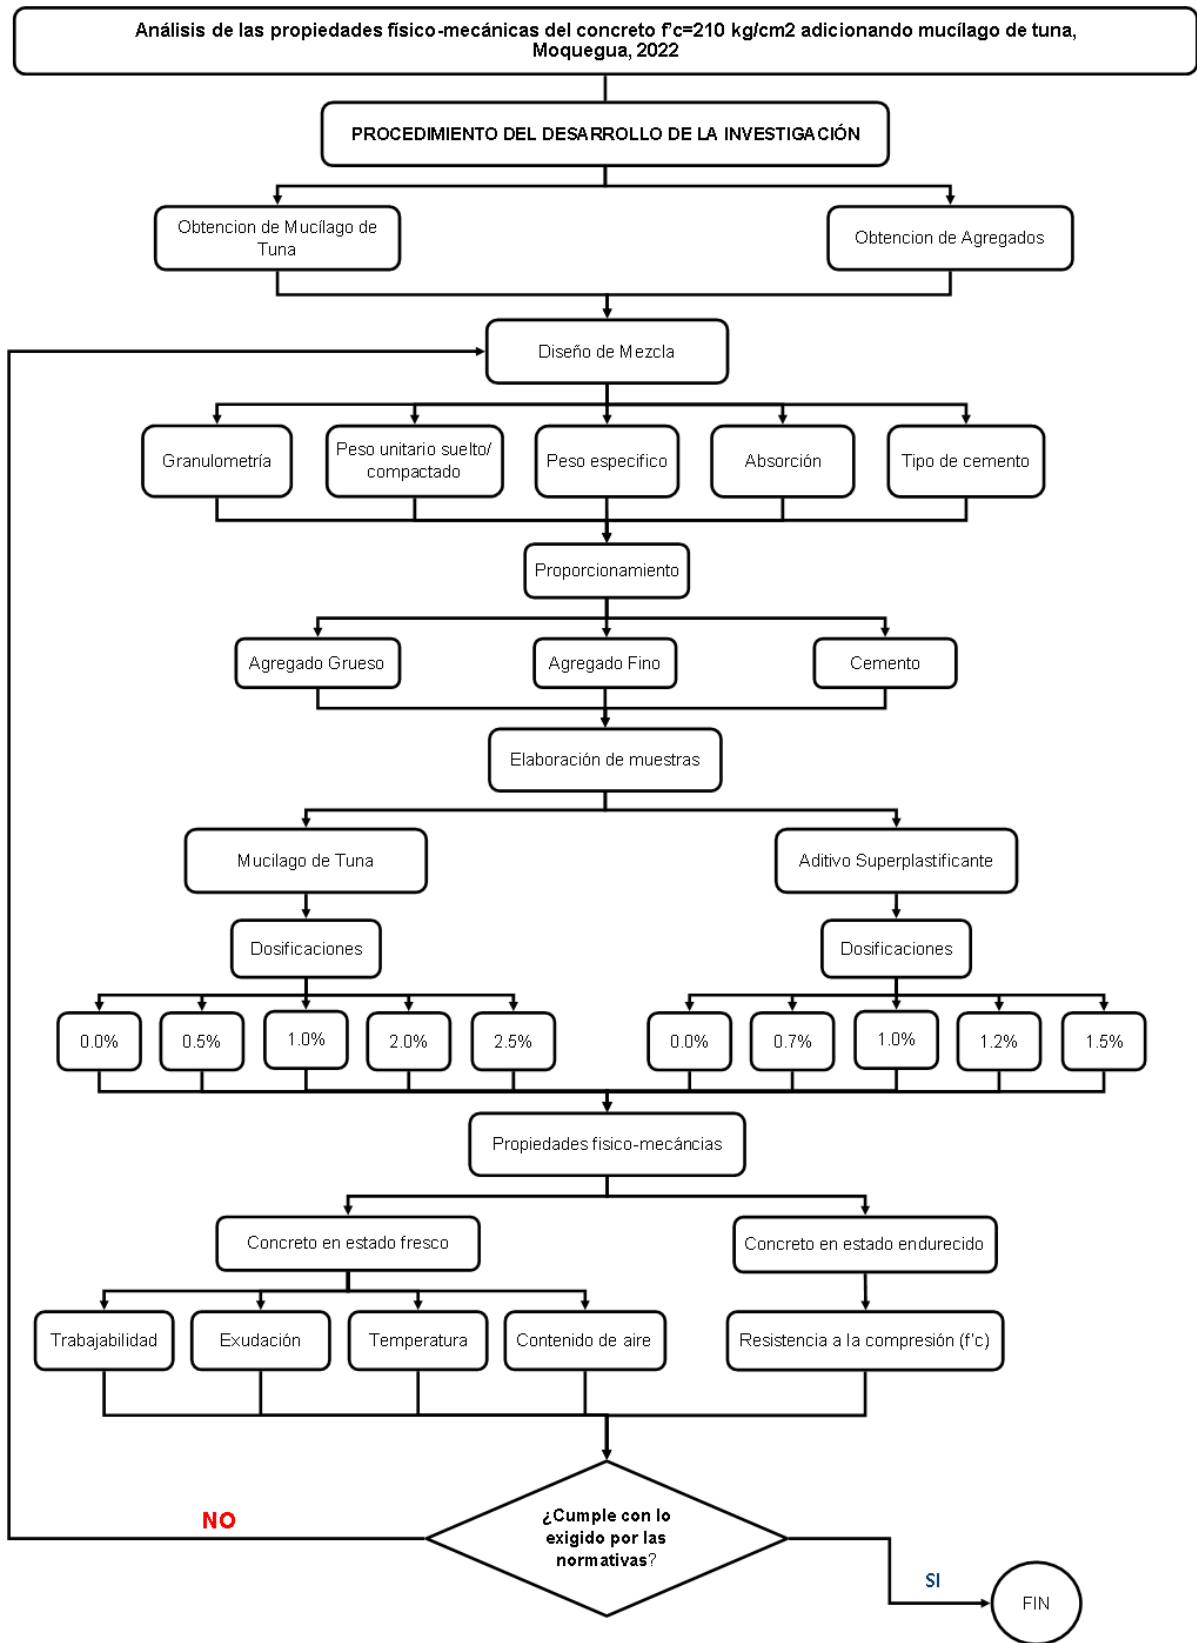 Análisis de las propiedades físico-mecánicas del concreto f'c=210 kg/cm2 adicionando mucílago de tuna,
Moquegua, 2022
PROCEDIMIENTO DEL DESARROLLO DE LA INVESTIGACIÓN
Obtencion de Mucílago de
Tuna
Obtencion de Agregados
Diseño de Mezcla
Granulometría
Peso unitario suelto/
compactado
Peso especifico
Absorción
Tipo de cemento
Proporcionamiento
Agregado Grueso
Agregado Fino
Cemento
Elaboración de muestras
Mucilago de Tuna
Aditivo Superplastificante
Dosificaciones
Dosificaciones
0.0%
0.5%
1.0%
2.0%
2.5%
0.0%
0.7%
1.0%
1.2%
1.5%
Propiedades fisico-mecáncias
Concreto en estado fresco
Concreto en estado endurecido
Trabajabilidad
Exudación
Temperatura
Contenido de aire
Resistencia a la compresión (f'c)
¿Cumple con lo
exigido por las
normativas?
NO
SI
FIN